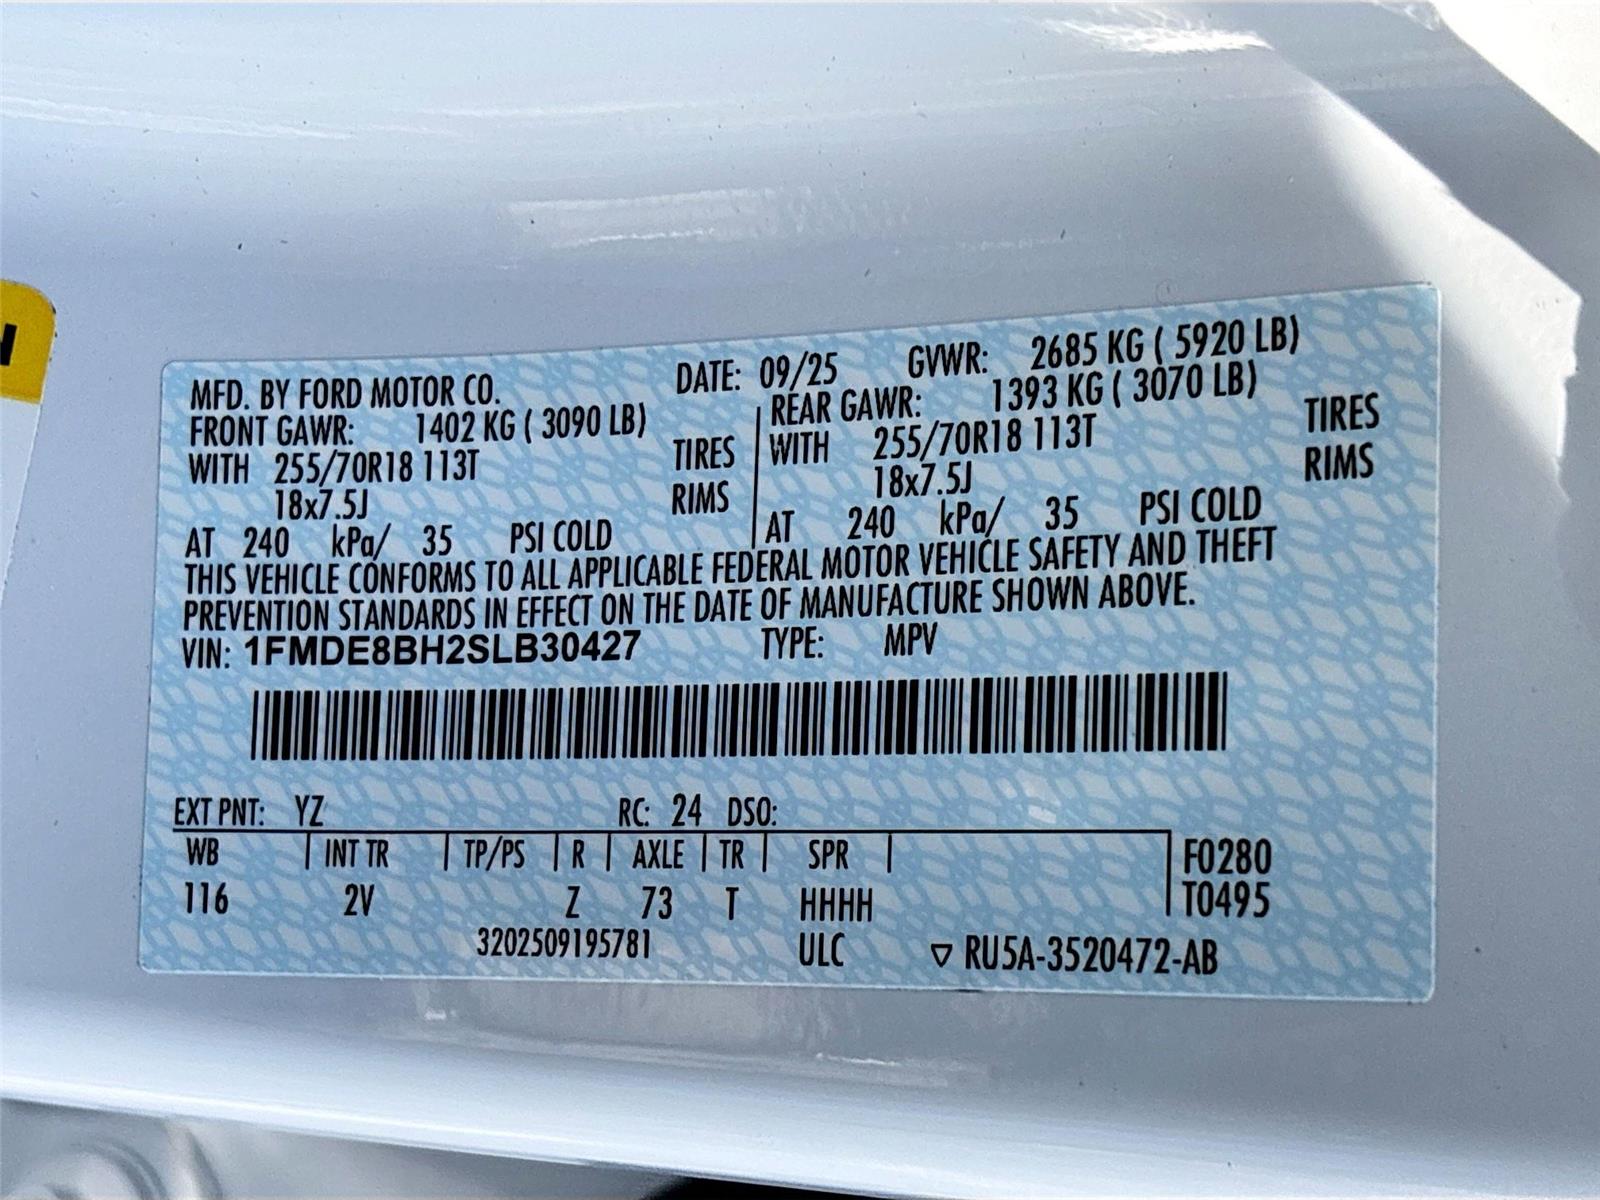 MFD. BY FORD MOTOR CO. DATE: 09/25 GVWR: 2685 KG ( 5920 LB)
FRONT GAWR: 1402 KG ( 3090 LB) REAR GAWR: 1393 KG ( 3070 LB)
WITH 255/70R18 113T TIRES WITH 255/70R18 113T TIRES
18x7.5J RIMS 18x7.5J RIMS
AT 240 kPa/ 35 PSI COLD AT 240 kPa/ 35 PSI COLD
THIS VEHICLE CONFORMS TO ALL APPLICABLE FEDERAL MOTOR VEHICLE SAFETY AND THEFT
PREVENTION STANDARDS IN EFFECT ON THE DATE OF MANUFACTURE SHOWN ABOVE.
VIN: 1FMDE8BH2SLB30427 TYPE: MPV
EXT PNT: YZ RC: 24 DSO:
WB INT TR TP/PS R AXLE TR SPR F0280
116 2V Z 73 T HHHH T0495
3202509195781 ULC ▽ RU5A-3520472-AB